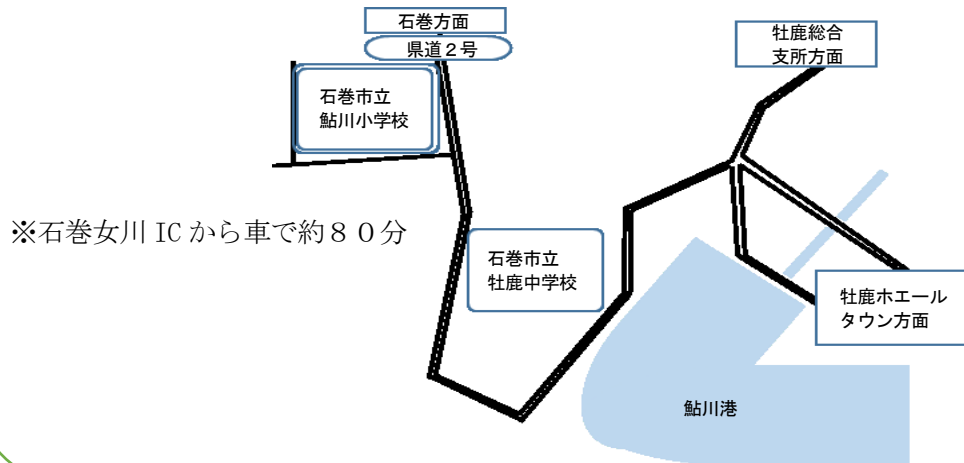 石巻方面
県道２号
牡鹿総合
支所方面
石巻市立
鮎川小学校
※石巻女川 IC から車で約８０分
石巻市立
牡鹿中学校
牡鹿ホエール
タウン方面
鮎川港